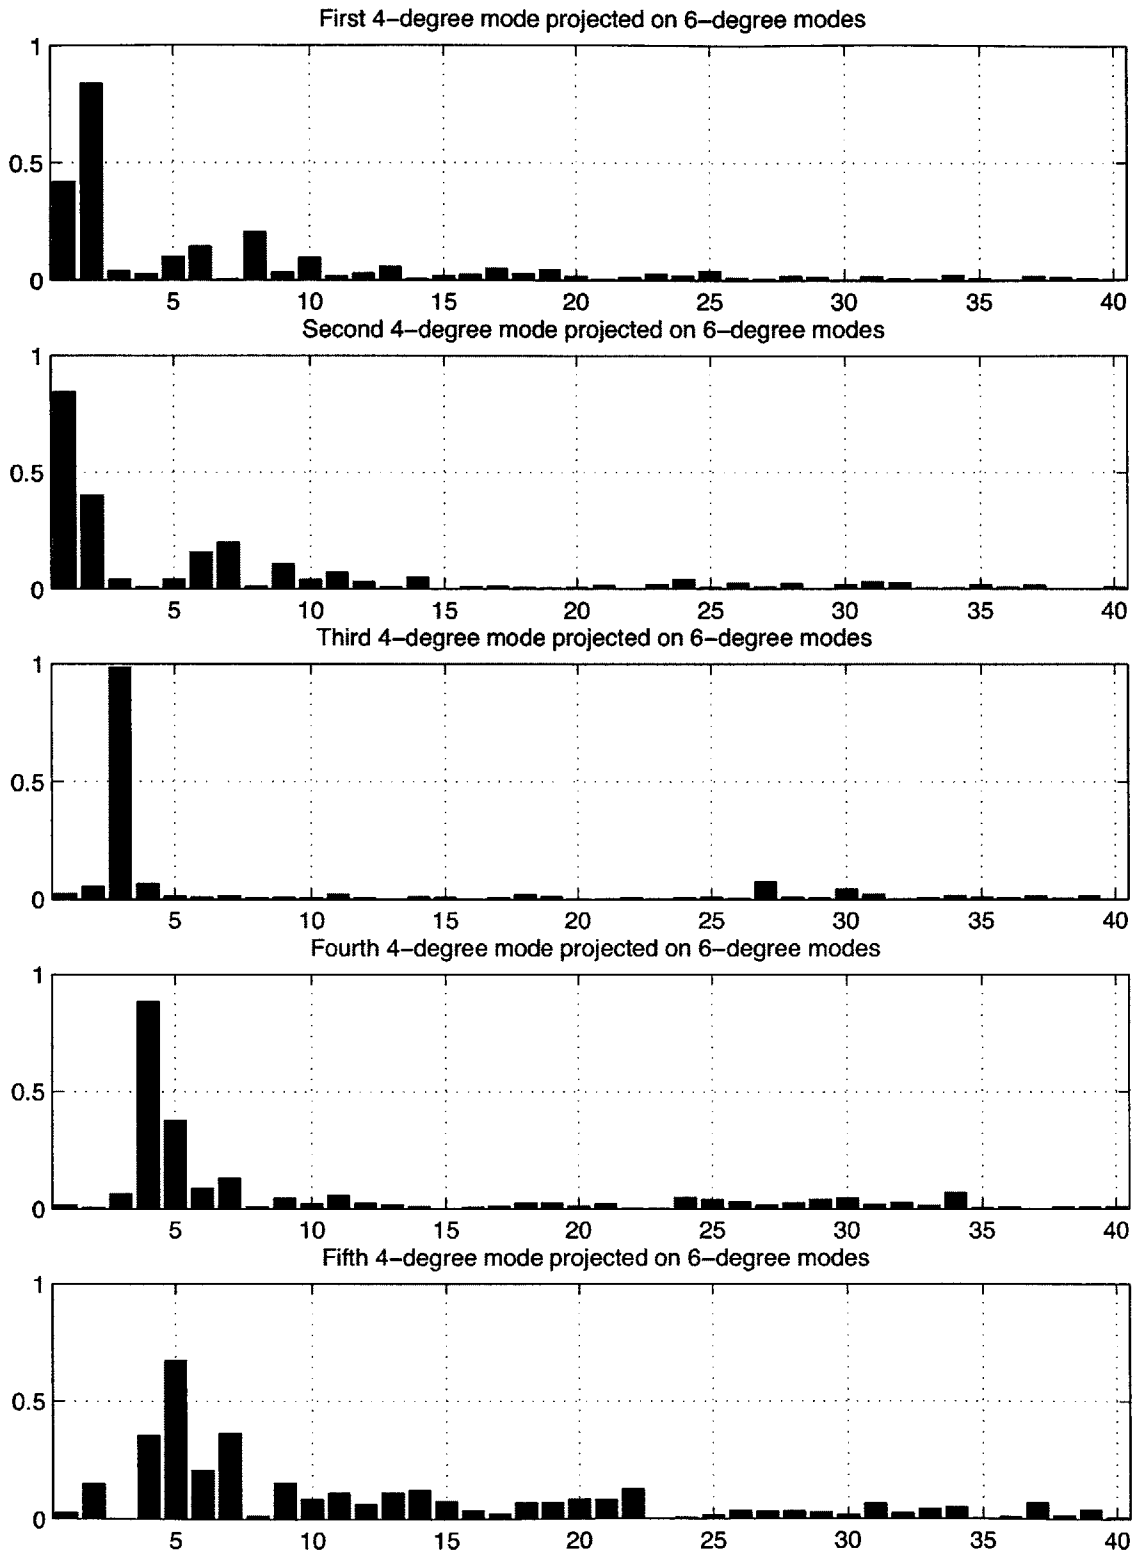 First 4–degree mode projected on 6–degree modes
1
0.5
0
5 10 15 20 25 30 35 40
Second 4–degree mode projected on 6–degree modes
1
0.5
0
5 10 15 20 25 30 35 40
Third 4–degree mode projected on 6–degree modes
1
0.5
0
5 10 15 20 25 30 35 40
Fourth 4–degree mode projected on 6–degree modes
1
0.5
0
5 10 15 20 25 30 35 40
Fifth 4–degree mode projected on 6–degree modes
1
0.5
0
5 10 15 20 25 30 35 40